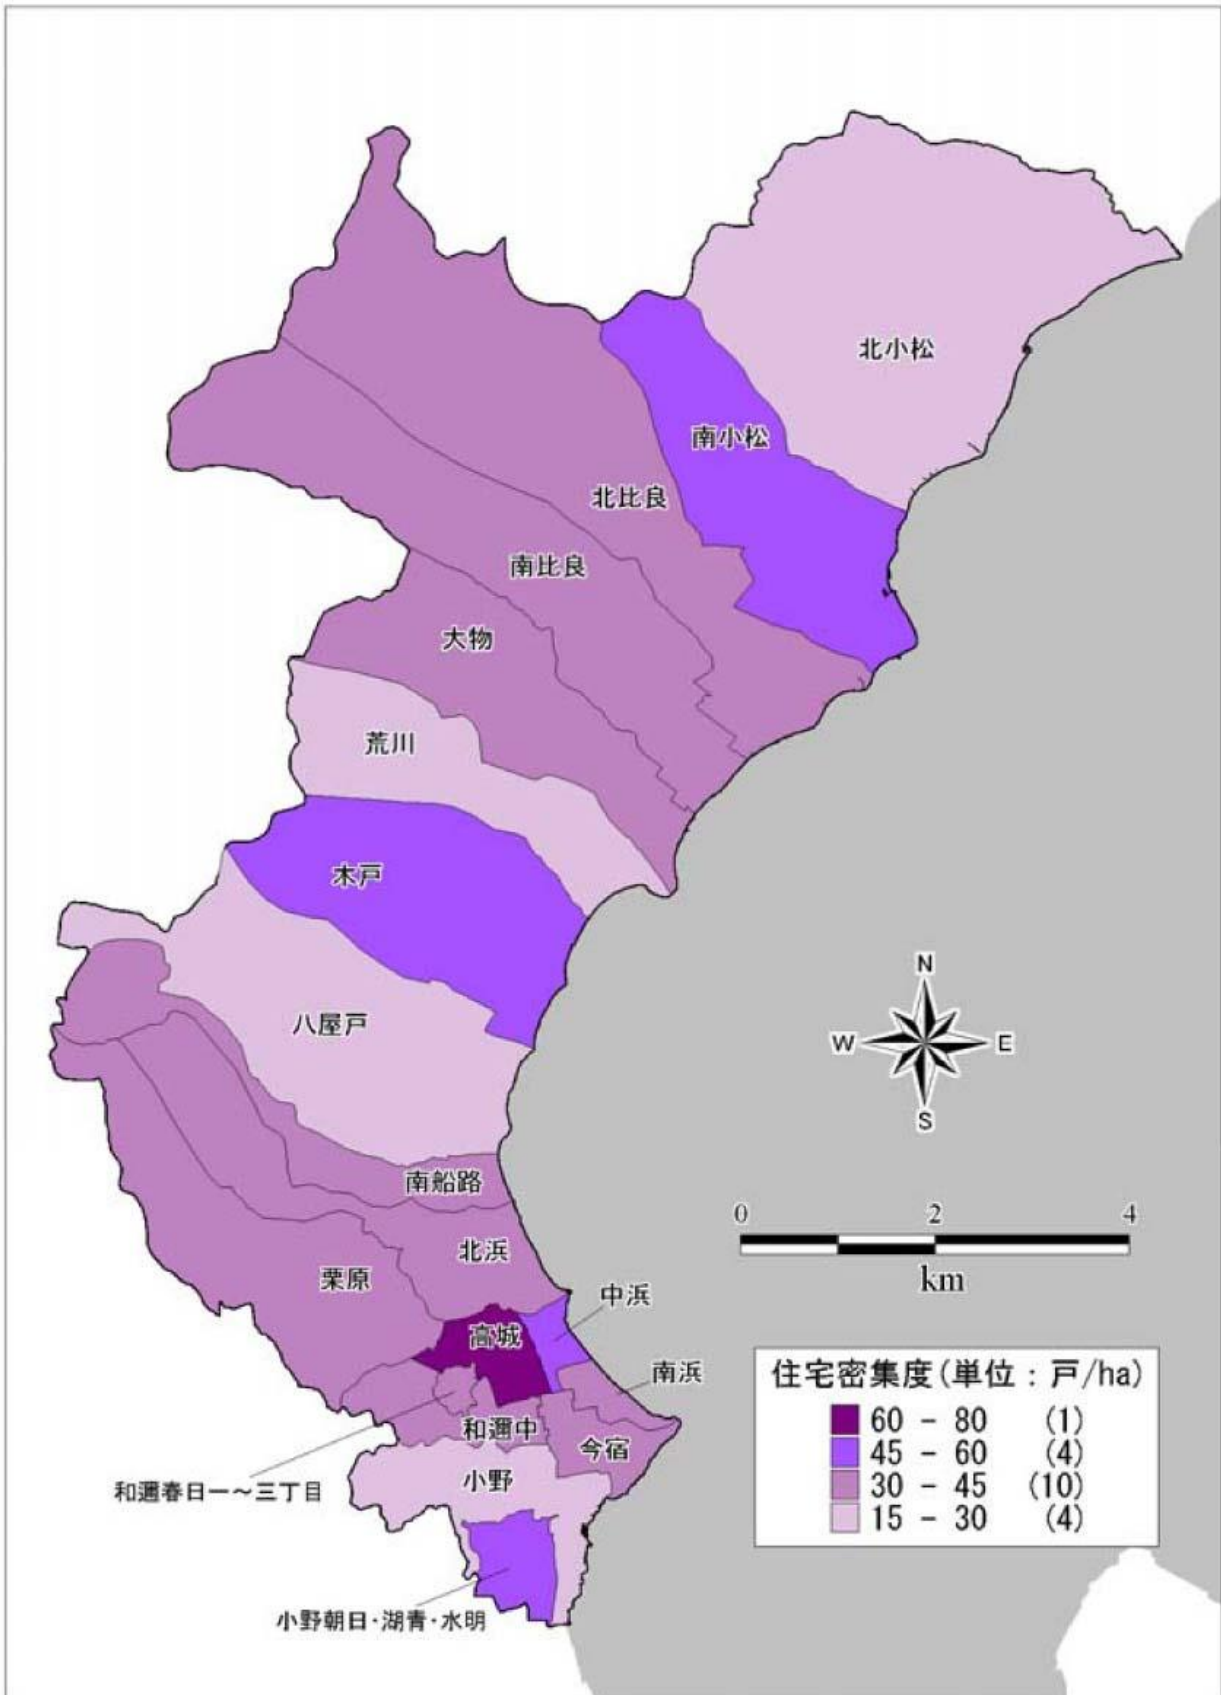 北小松
南小松
北比良
南比良
大物
荒川
木戸
八屋戸
N
W
E
S
南船路
北浜
栗原
0 2 4
km
中浜
高城
南浜
和邇中
今宿
小野
和邇春日一～三丁目
小野朝日・湖青・水明
住宅密集度(単位：戸/ha)
60 - 80 (1)
45 - 60 (4)
30 - 45 (10)
15 - 30 (4)